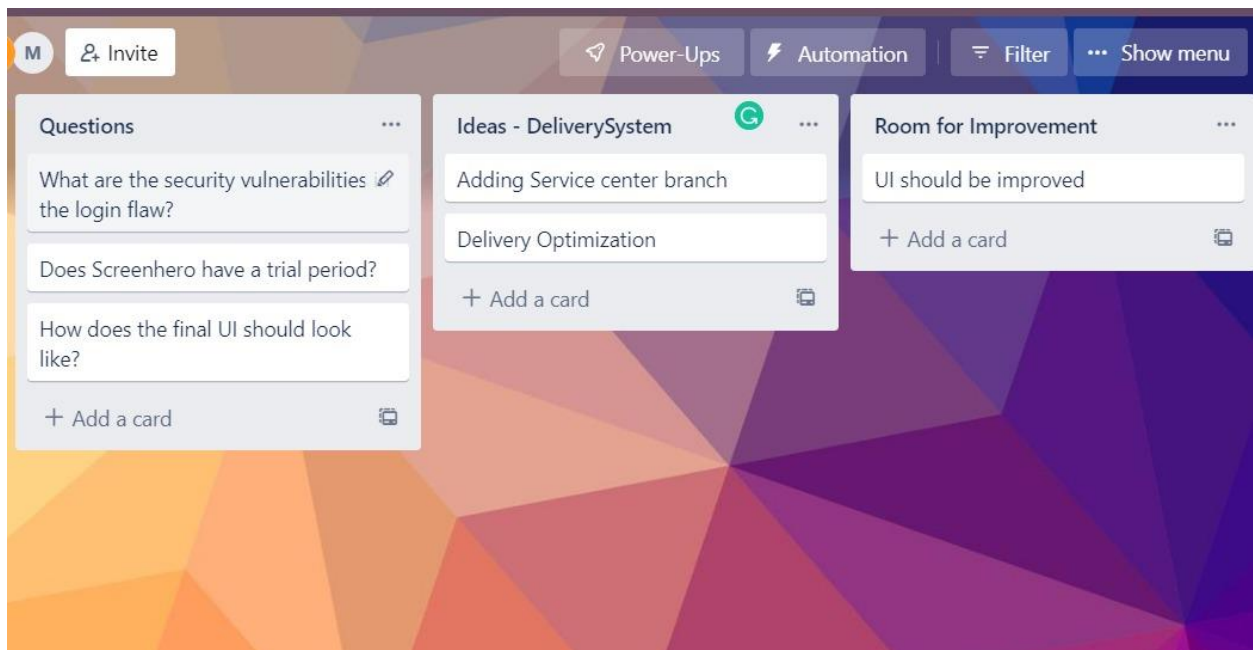 M
Invite
Power-Ups
Automation
Filter
Show menu
Questions
What are the security vulnerabilities
the login flaw?
Does Screenhero have a trial period?
How does the final UI should look
like?
+ Add a card
Ideas - DeliverySystem
Adding Service center branch
Delivery Optimization
+ Add a card
Room for Improvement
UI should be improved
+ Add a card